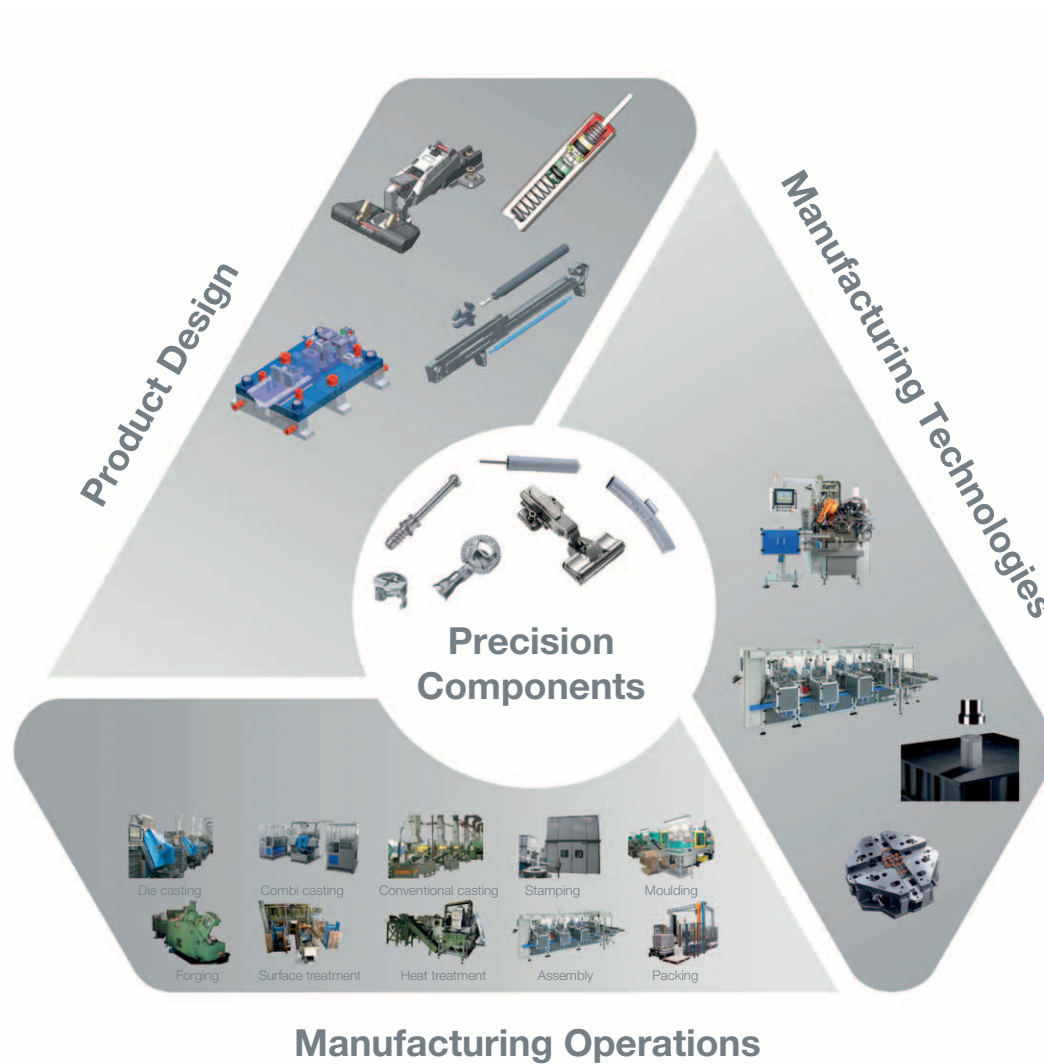 Product Design
Manufacturing Technologies
Precision
Components
Die casting
Combi casting
Conventional casting
Stamping
Moulding
Forging
Surface treatment
Heat treatment
Assembly
Packing
Manufacturing Operations